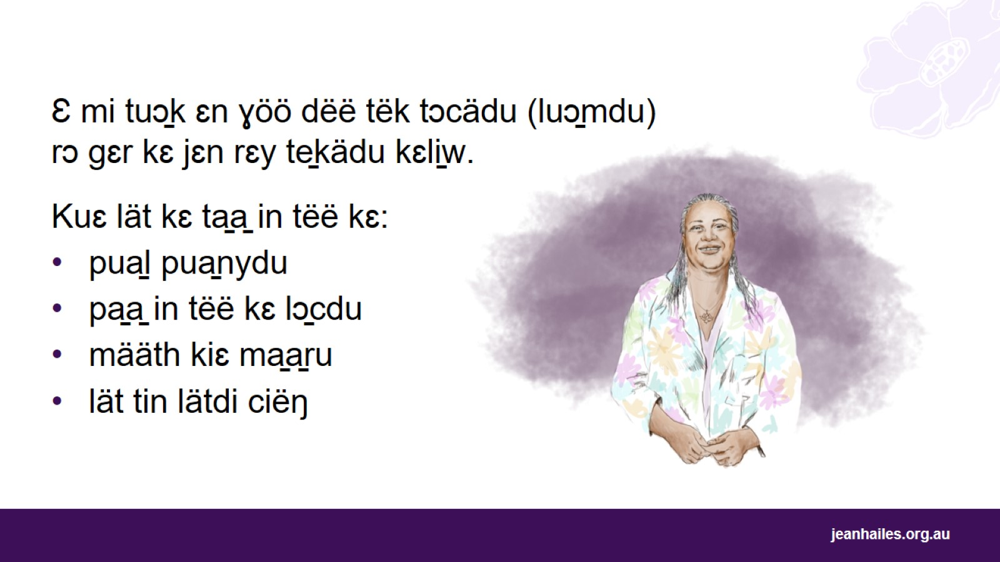 Ɛ mi tuɔ̱k ɛn ɣöö dëë tëk tɔcädu (luɔ̱mdu)
rɔ gɛr kɛ jɛn rɛy te̱kädu kɛli̱w.
Kuɛ lät kɛ ta̱a̱ in tëë kɛ:
• pua̱l pua̱nydu
• pa̱a̱ in tëë kɛ lɔ̱cdu
• määth kiɛ ma̱a̱ṟu
• lät tin lätdi ciëŋ
jeanhailes.org.au